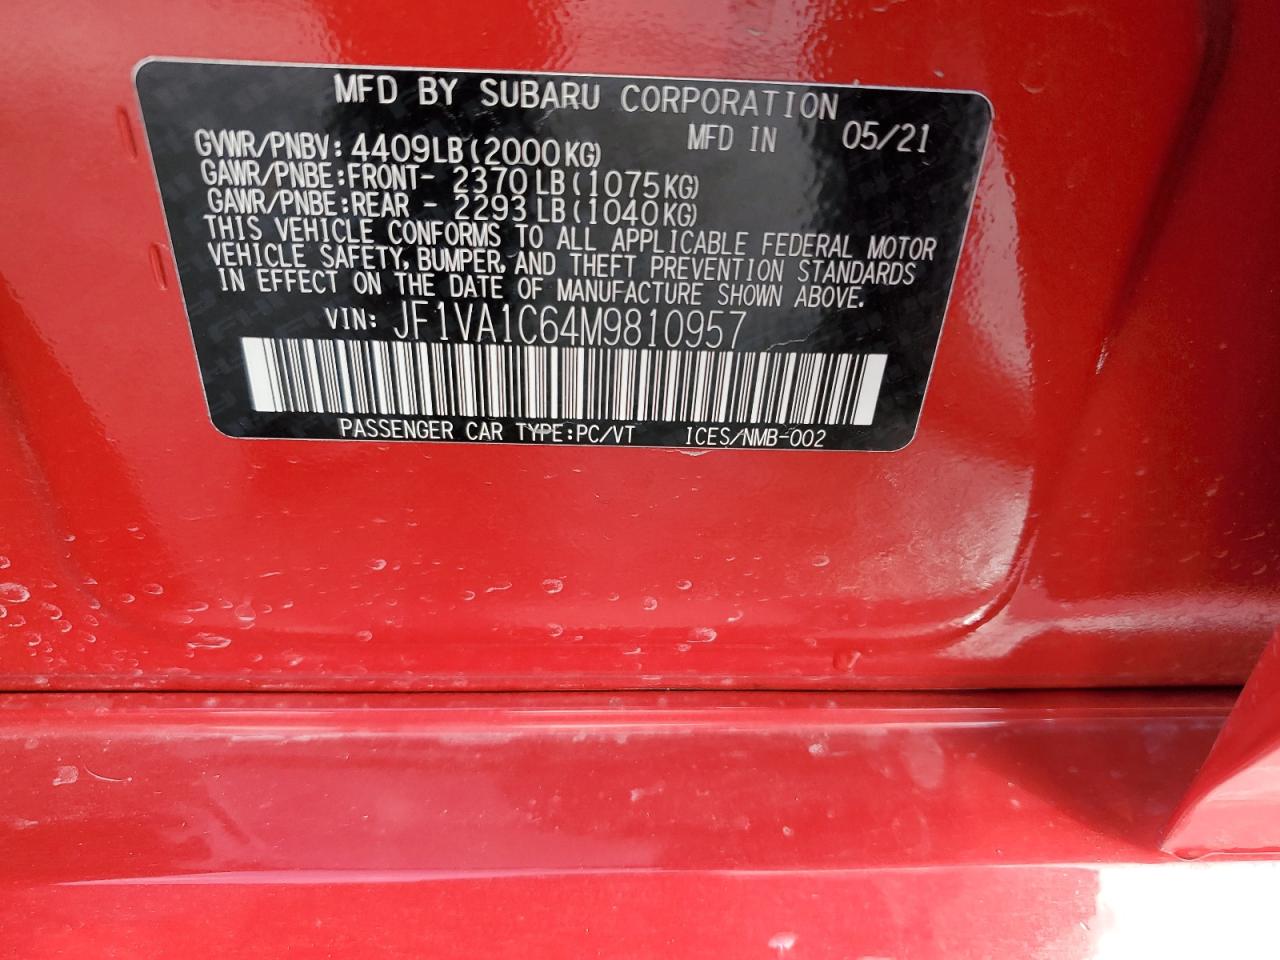 MFD BY SUBARU CORPORATION
MFD IN 05/21
GVWR/PNBV: 4409LB(2000KG)
GAWR/PNBE:FRONT- 2370LB(1075KG)
GAWR/PNBE:REAR - 2293LB(1040KG)
THIS VEHICLE CONFORMS TO ALL APPLICABLE FEDERAL MOTOR
VEHICLE SAFETY, BUMPER, AND THEFT PREVENTION STANDARDS
IN EFFECT ON THE DATE OF MANUFACTURE SHOWN ABOVE.
VIN: JF1VA1C64M9810957
PASSENGER CAR TYPE:PC/VT ICES/NMB-002